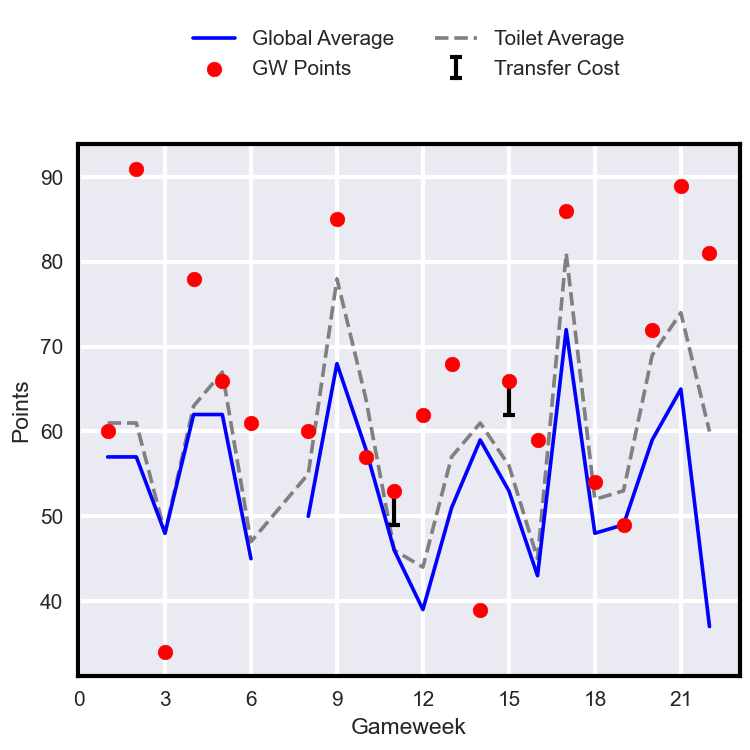 Global Average
GW Points
Toilet Average
Transfer Cost
Points
90
80
70
60
50
40
0 3 6 9 12 15 18 21
Gameweek